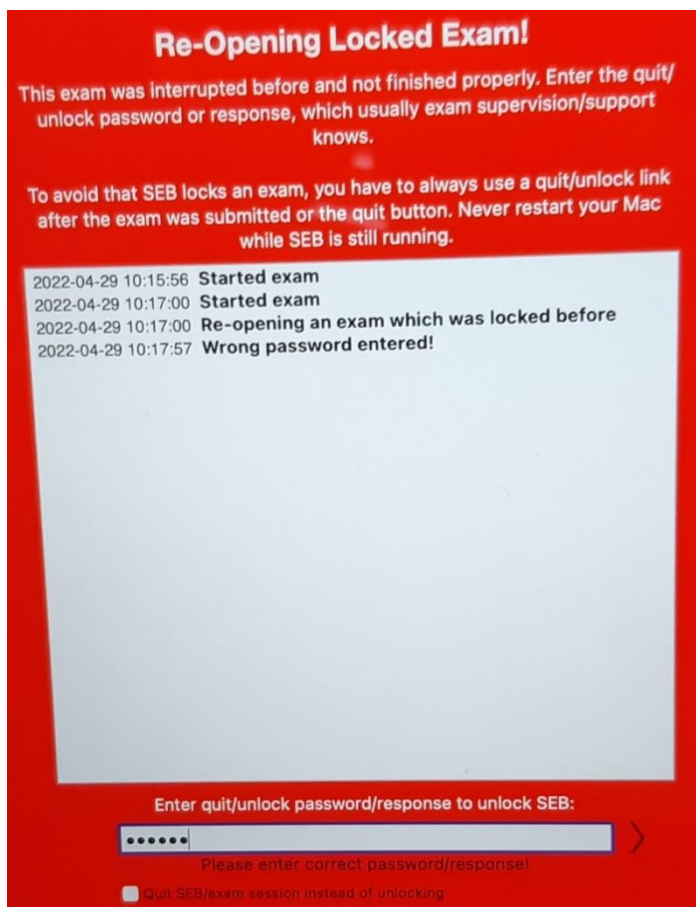 Re-Opening Locked Exam!
This exam was interrupted before and not finished properly. Enter the quit/
unlock password or response, which usually exam supervision/support
knows.
To avoid that SEB locks an exam, you have to always use a quit/unlock link
after the exam was submitted or the quit button. Never restart your Mac
while SEB is still running.
2022-04-29 10:15:56 Started exam
2022-04-29 10:17:00 Started exam
2022-04-29 10:17:00 Re-opening an exam which was locked before
2022-04-29 10:17:57 Wrong password entered!
Enter quit/unlock password/response to unlock SEB:
••••••
Please enter correct password/response!
Quit SEB/exam session instead of unlocking